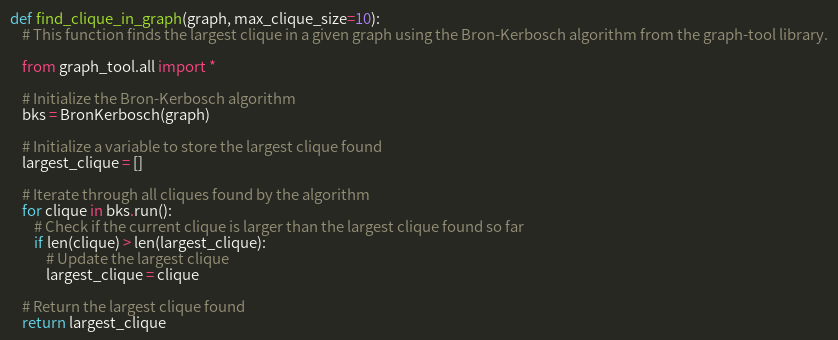 def find_clique_in_graph(graph, max_clique_size=10):
# This function finds the largest clique in a given graph using the Bron-Kerbosch algorithm from the graph-tool library.
from graph_tool.all import *
# Initialize the Bron-Kerbosch algorithm
bks = BronKerbosch(graph)
# Initialize a variable to store the largest clique found
largest_clique = []
# Iterate through all cliques found by the algorithm
for clique in bks.run():
# Check if the current clique is larger than the largest clique found so far
if len(clique) > len(largest_clique):
# Update the largest clique
largest_clique = clique
# Return the largest clique found
return largest_clique